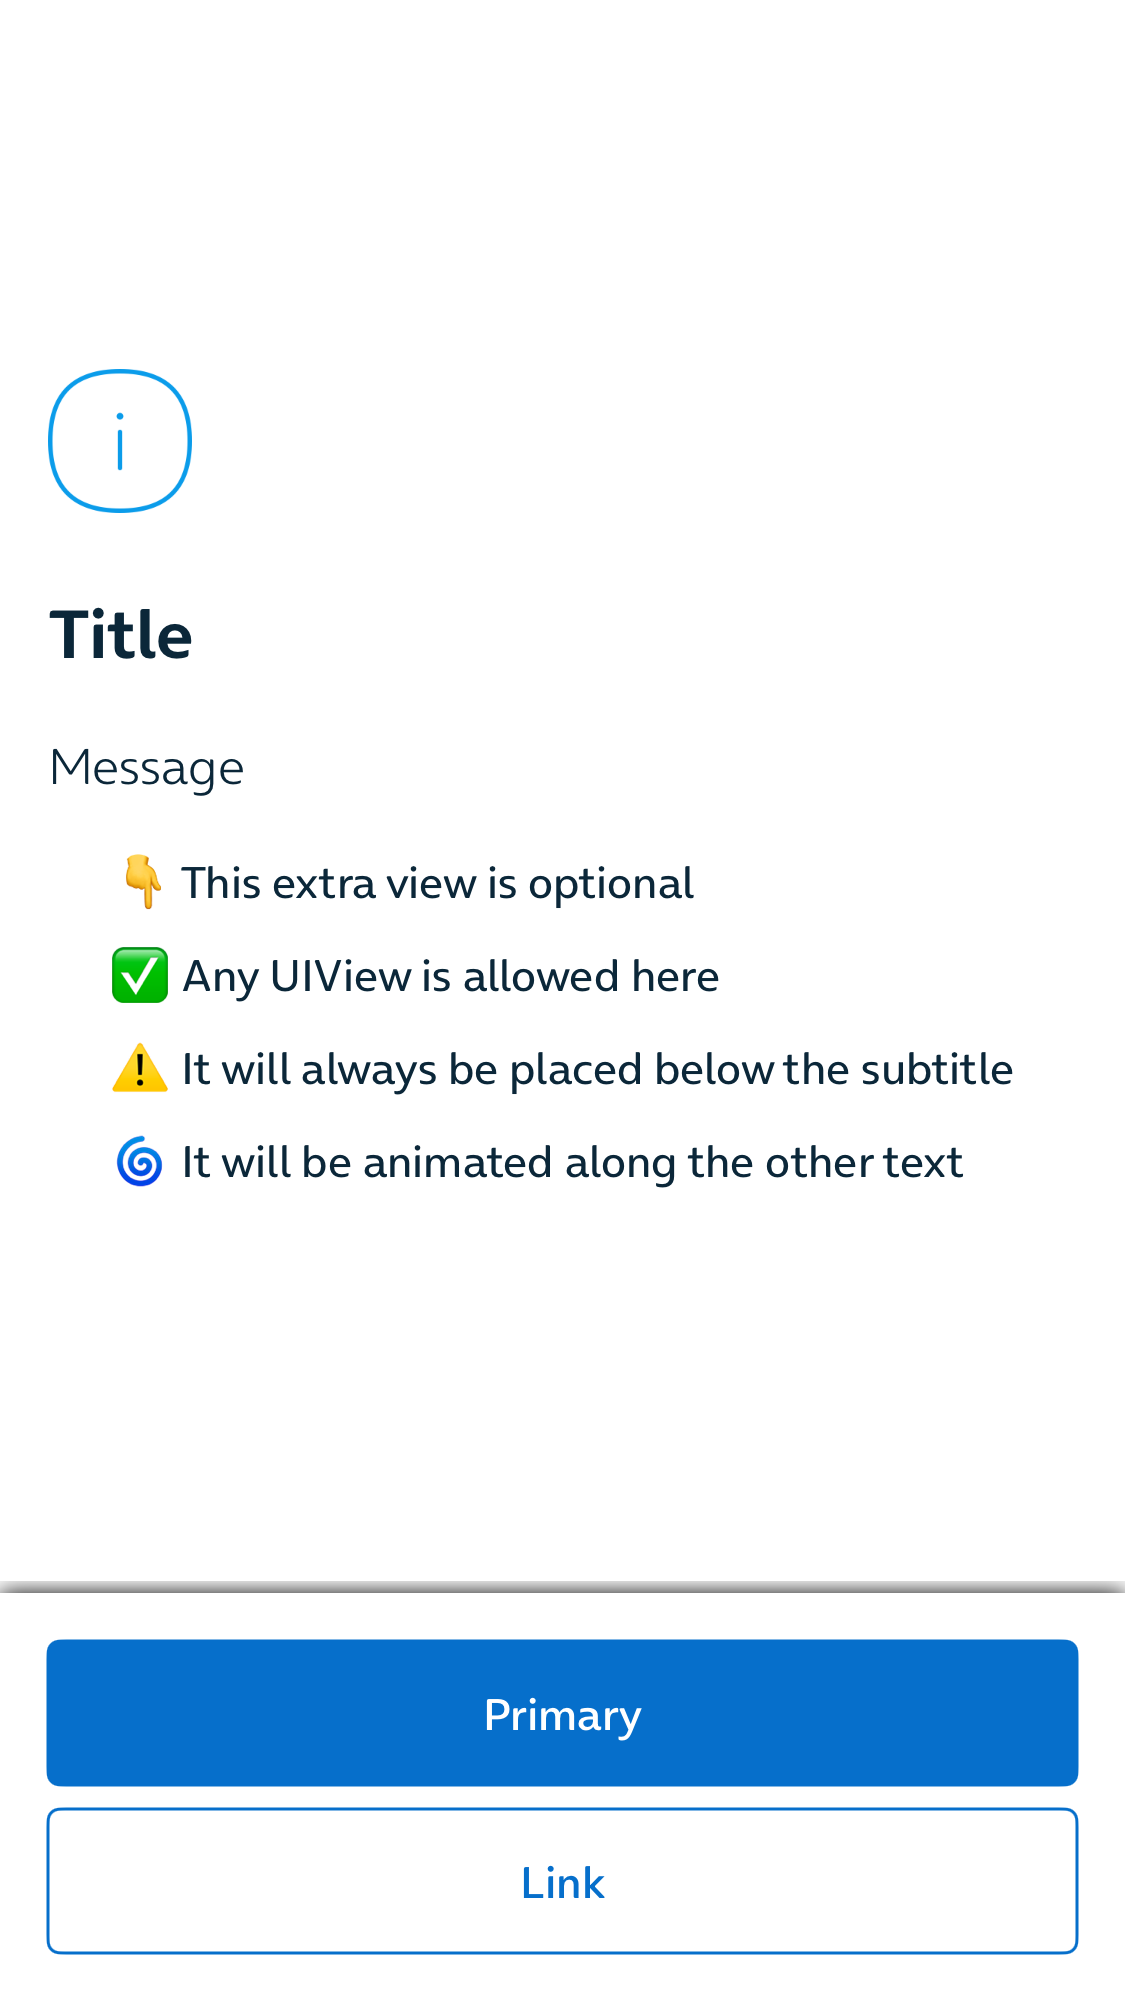 Title
Message
👇 This extra view is optional
✅ Any UIView is allowed here
⚠️ It will always be placed below the subtitle
🌀 It will be animated along the other text
Primary
Link